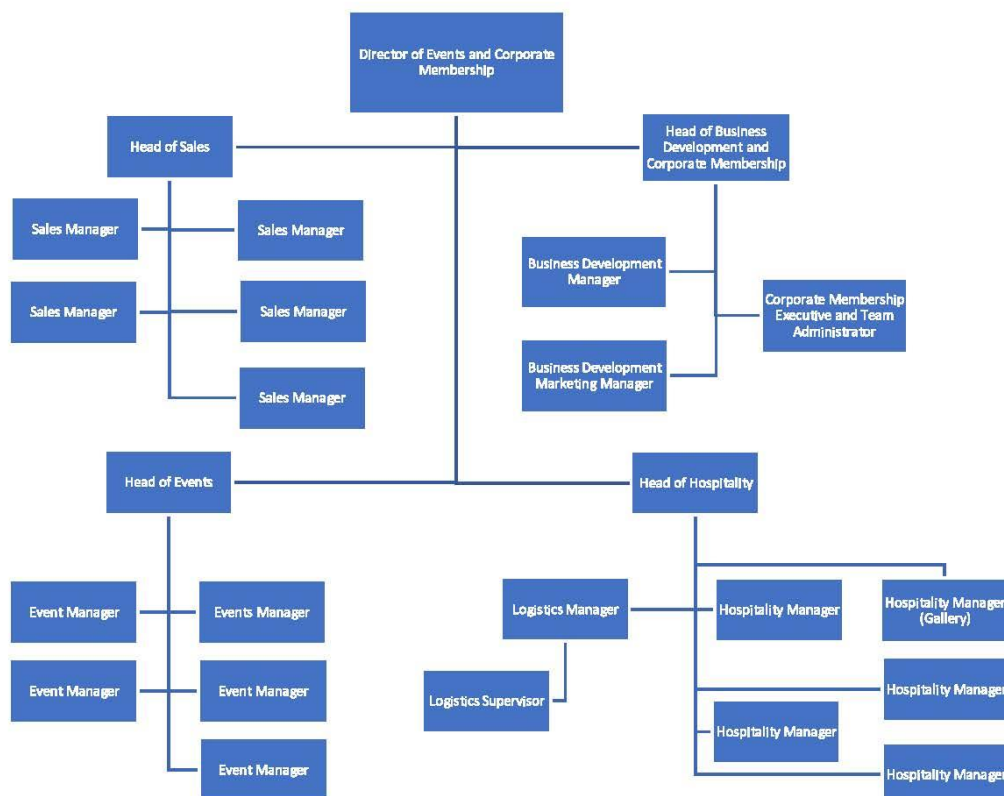 Director of Events and Corporate
Membership
Head of Sales
Head of Business
Development and
Corporate Membership
Sales Manager
Sales Manager
Sales Manager
Sales Manager
Sales Manager
Business Development
Manager
Corporate Membership
Executive and Team
Administrator
Business Development
Marketing Manager
Head of Events
Head of Hospitality
Event Manager
Events Manager
Event Manager
Event Manager
Event Manager
Logistics Manager
Hospitality Manager
Hospitality Manager
(Gallery)
Logistics Supervisor
Hospitality Manager
Hospitality Manager
Hospitality Manager